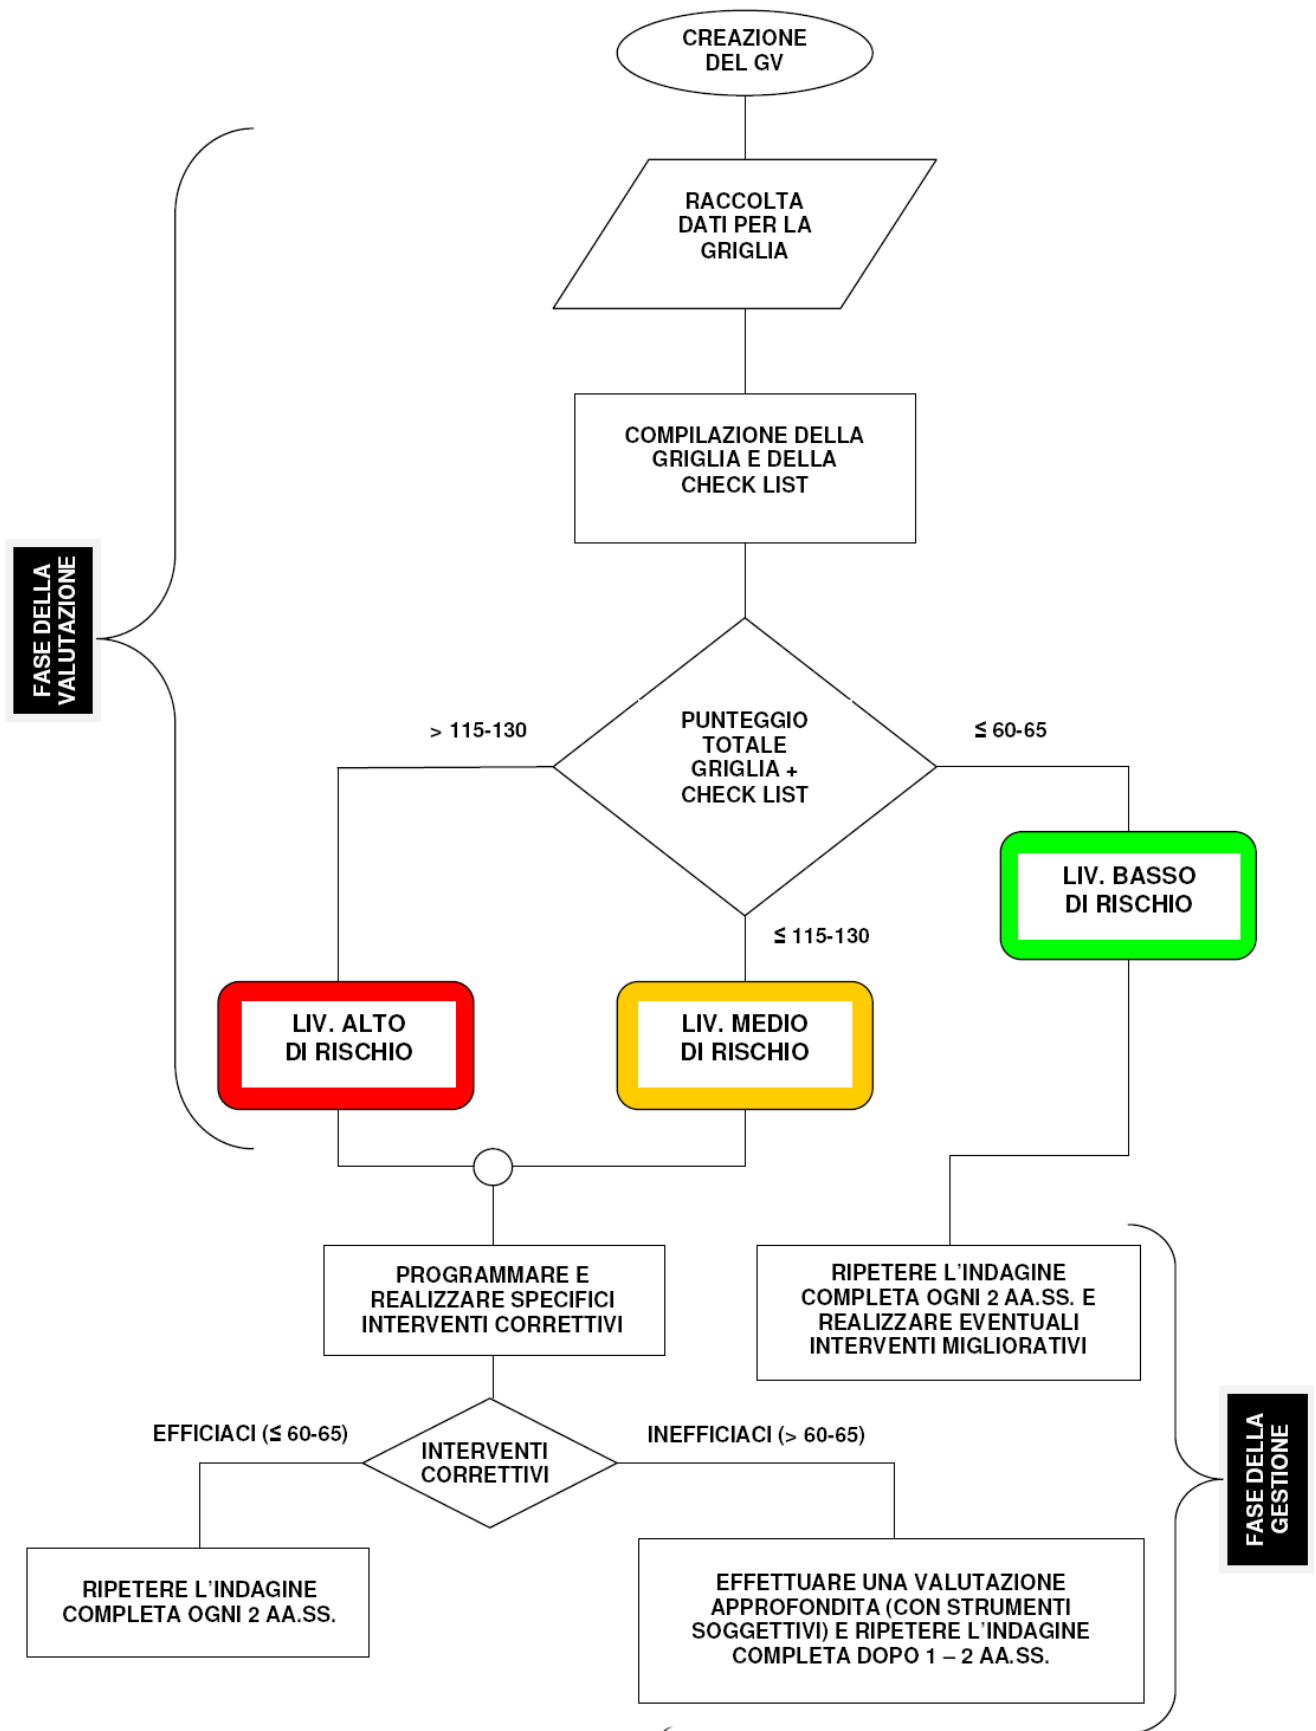 CREAZIONE
DEL GV
RACCOLTA
DATI PER LA
GRIGLIA
COMPILAZIONE DELLA
GRIGLIA E DELLA
CHECK LIST
FASE DELLA
VALUTAZIONE
> 115-130
PUNTEGGIO
TOTALE
GRIGLIA +
CHECK LIST
≤ 60-65
LIV. BASSO
DI RISCHIO
≤ 115-130
LIV. ALTO
DI RISCHIO
LIV. MEDIO
DI RISCHIO
PROGRAMMARE E
REALIZZARE SPECIFICI
INTERVENTI CORRETTIVI
RIPETERE L'INDAGINE
COMPLETA OGNI 2 AA.SS. E
REALIZZARE EVENTUALI
INTERVENTI MIGLIORATIVI
EFFICIACI (≤ 60-65)
INTERVENTI
CORRETTIVI
INEFFICIACI (> 60-65)
FASE DELLA
GESTIONE
RIPETERE L'INDAGINE
COMPLETA OGNI 2 AA.SS.
EFFETTUARE UNA VALUTAZIONE
APPROFONDITA (CON STRUMENTI
SOGGETTIVI) E RIPETERE L'INDAGINE
COMPLETA DOPO 1 – 2 AA.SS.